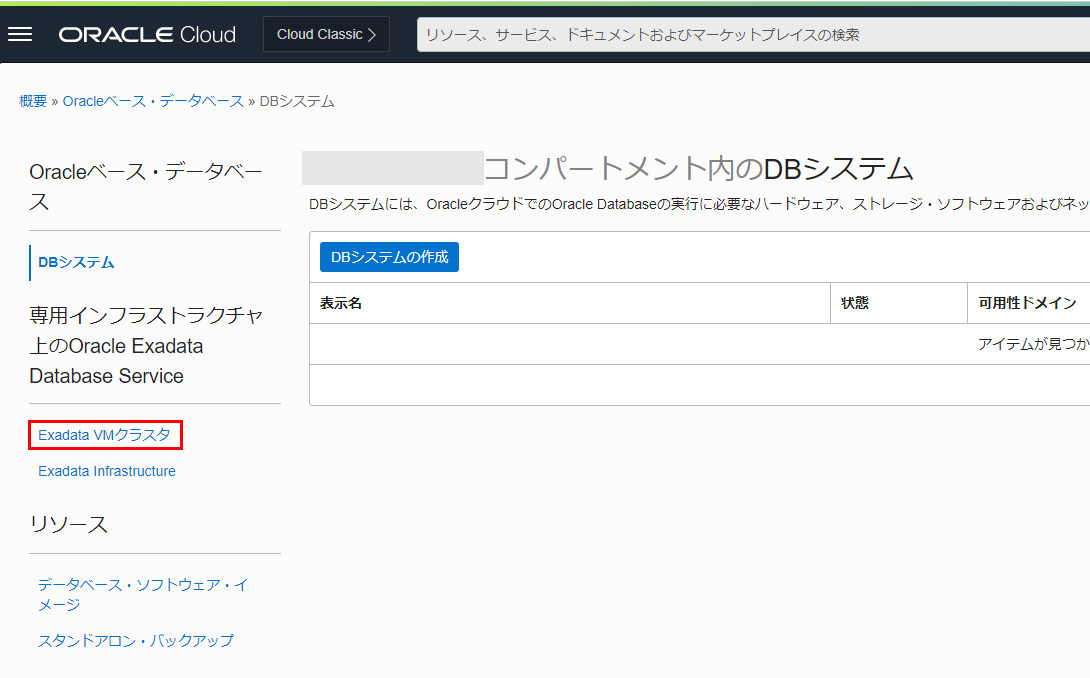 ORACLE Cloud
Cloud Classic
リソース、サービス、ドキュメントおよびマーケットプレイスの検索
概要 » Oracleベース・データベース » DBシステム
Oracleベース・データベー
ス
DBシステム
専用インフラストラクチャ
上のOracle Exadata
Database Service
Exadata VMクラスタ
Exadata Infrastructure
リソース
データベース・ソフトウェア・イ
メージ
スタンドアロン・バックアップ
コンパートメント内のDBシステム
DBシステムには、OracleクラウドでのOracle Databaseの実行に必要なハードウェア、ストレージ・ソフトウェアおよびネッ
DBシステムの作成
表示名 状態 可用性ドメイン
アイテムが見つか